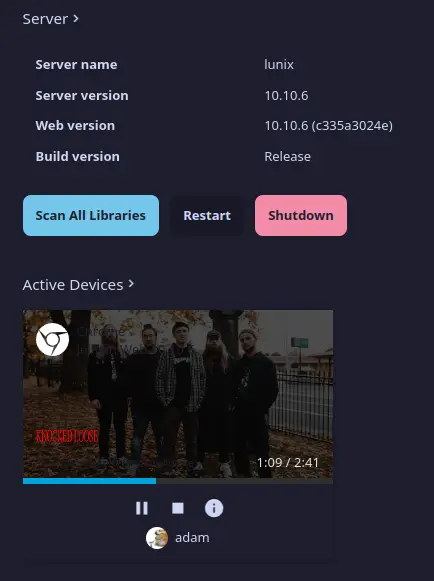 Server
Server name lunix
Server version 10.10.6
Web version 10.10.6 (c335a3024e)
Build version Release
Scan All Libraries Restart Shutdown
Active Devices
Chrome
KNOCKED LOOSE
1:09 / 2:41
adam